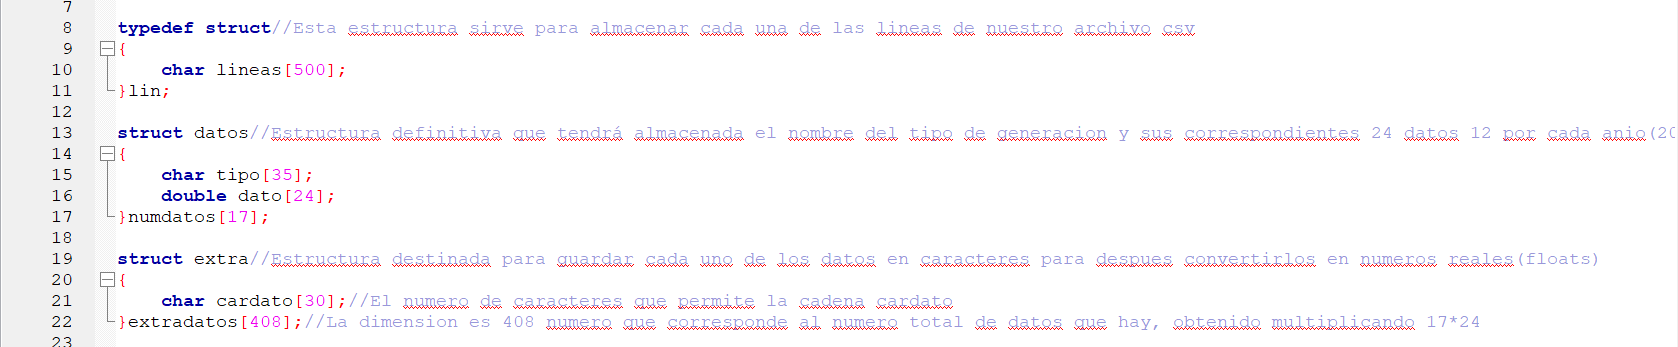 7
8 typedef struct//Esta estructura sirve para almacenar cada una de las lineas de nuestro archivo csv
9 {
10 char lineas[500];
11 }lin;
12
13 struct datos//Estructura definitiva que tendrá almacenada el nombre del tipo de generacion y sus correspondientes 24 datos 12 por cada anio(20
14 {
15 char tipo[35];
16 double dato[24];
17 }numdatos[17];
18
19 struct extra//Estructura destinada para guardar cada uno de los datos en caracteres para despues convertirlos en numeros reales(floats)
20 {
21 char cardato[30];//El numero de caracteres que permite la cadena cardato
22 }extradatos[408];//La dimension es 408 numero que corresponde al numero total de datos que hay, obtenido multiplicando 17*24
23